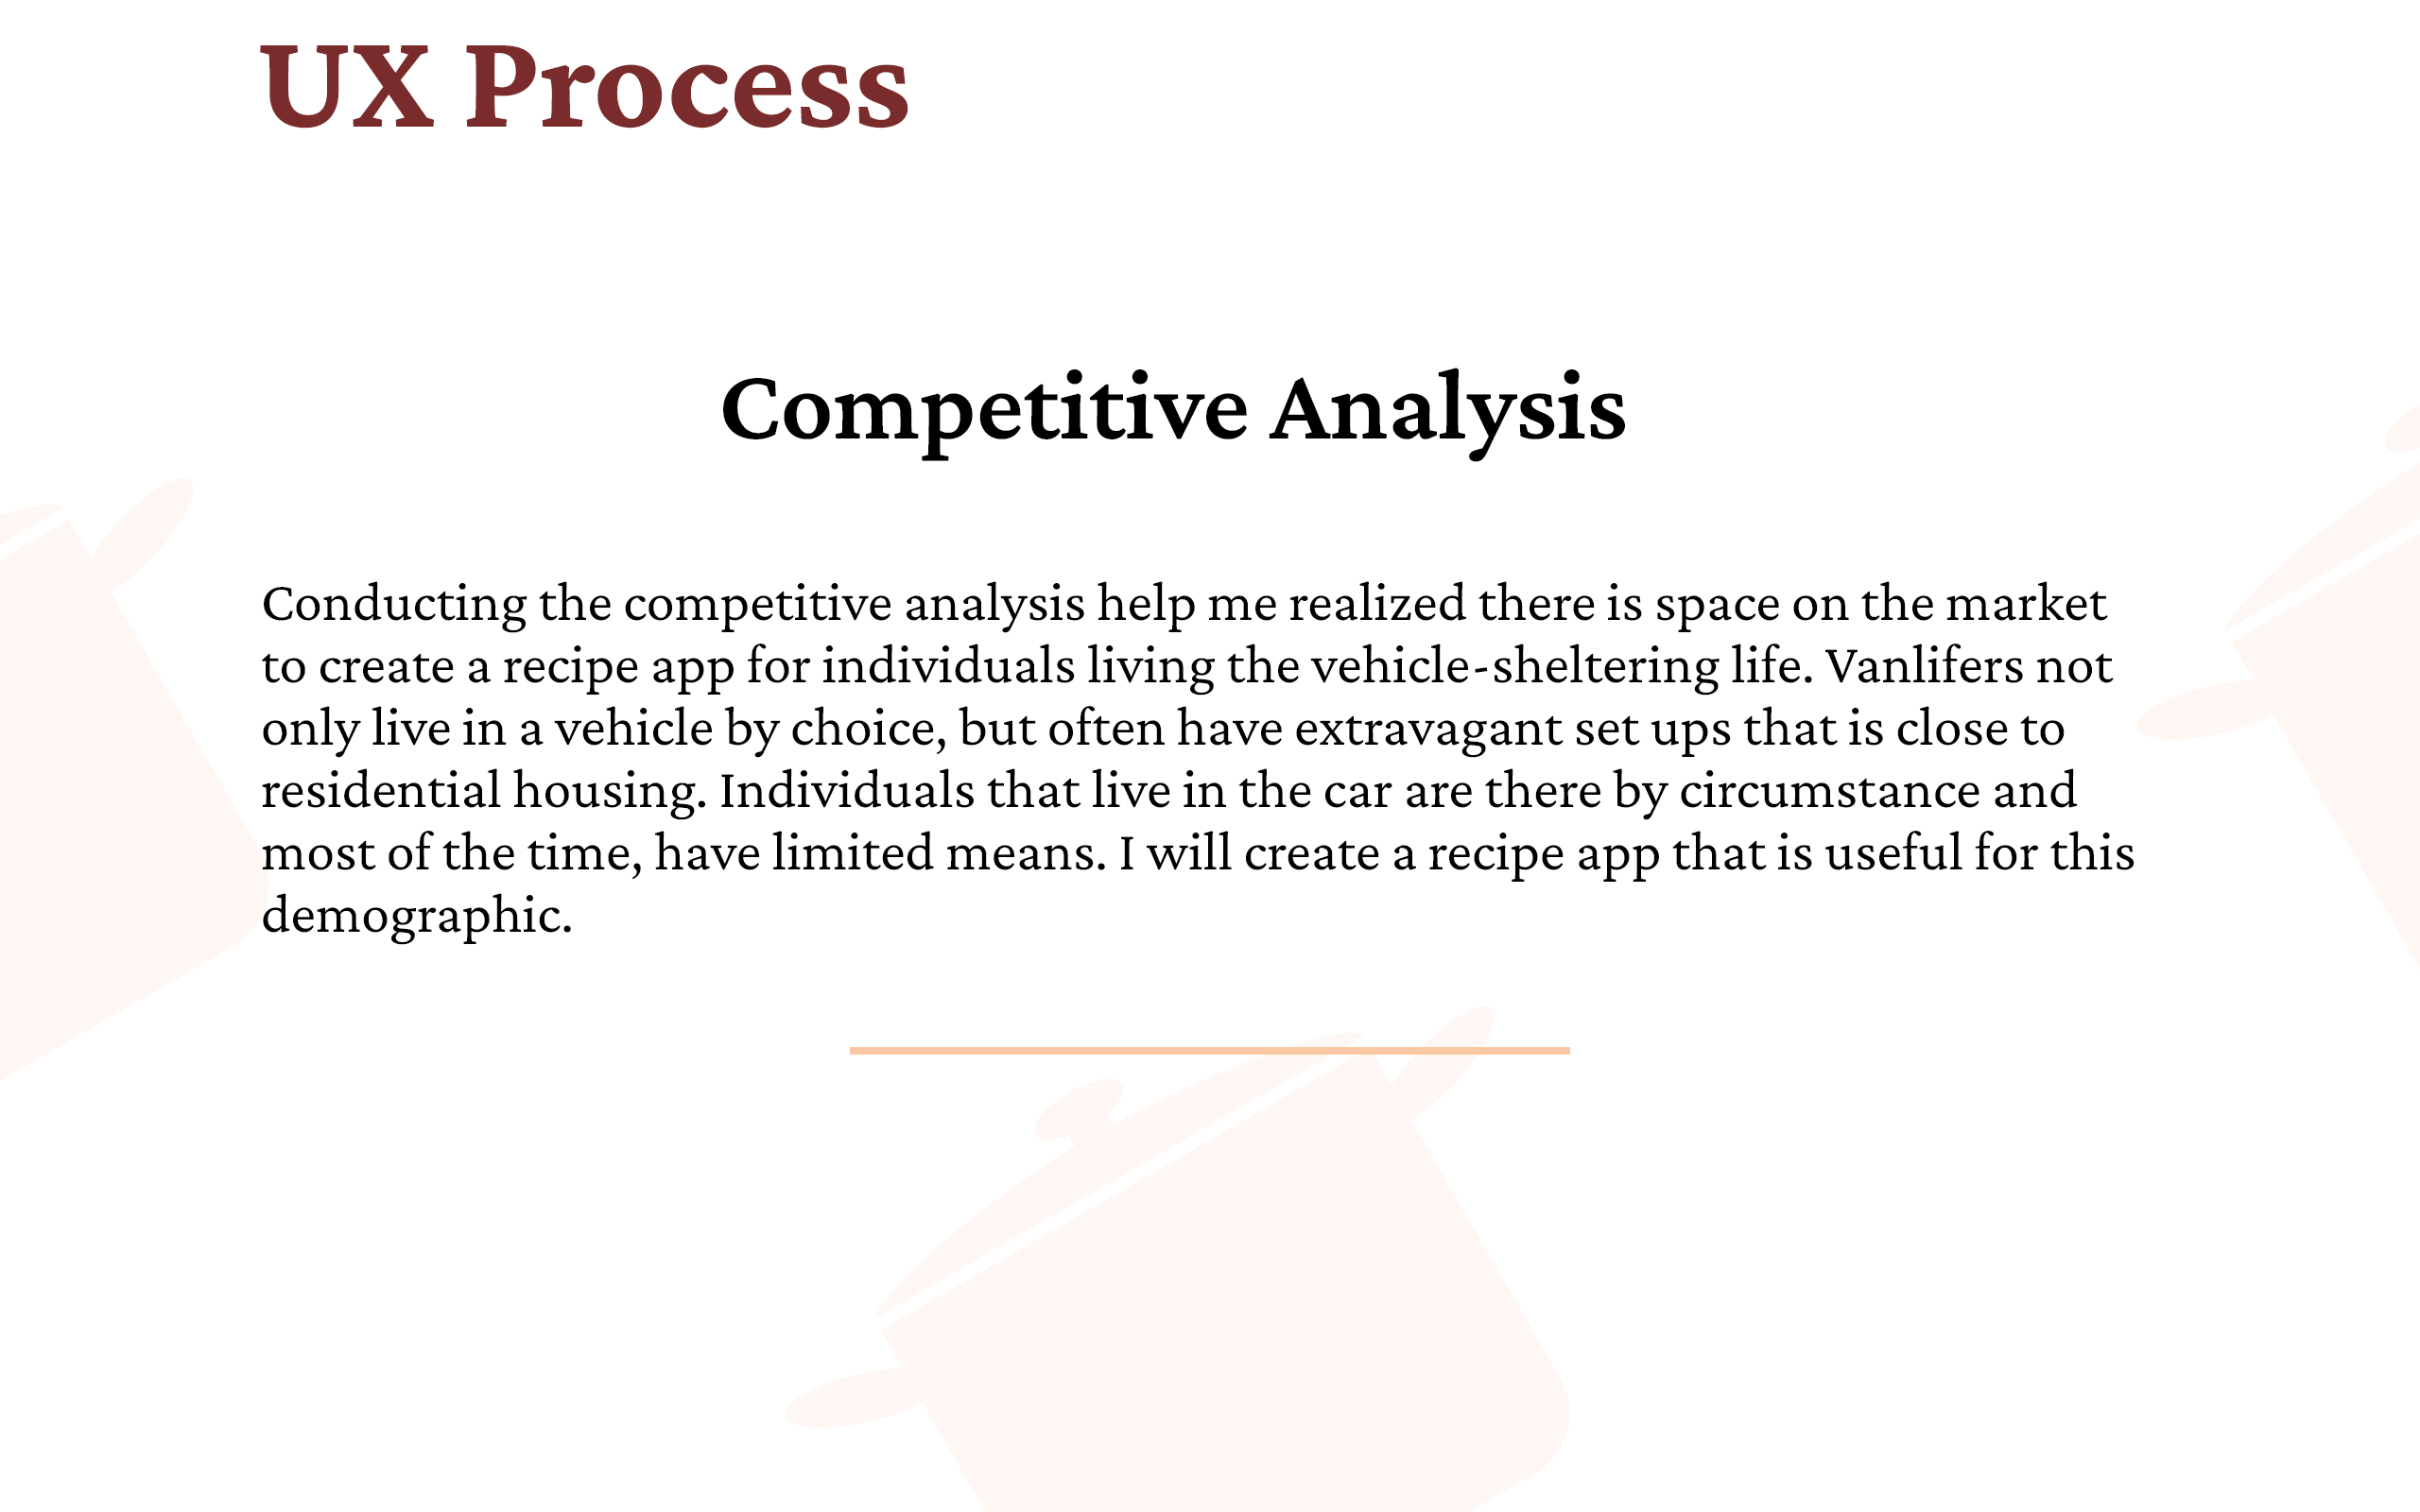 UX Process
Competitive Analysis
Conducting the competitive analysis help me realized there is space on the market
to create a recipe app for individuals living the vehicle-sheltering life. Vanlifers not
only live in a vehicle by choice, but often have extravagant set ups that is close to
residential housing. Individuals that live in the car are there by circumstance and
most of the time, have limited means. I will create a recipe app that is useful for this
demographic.